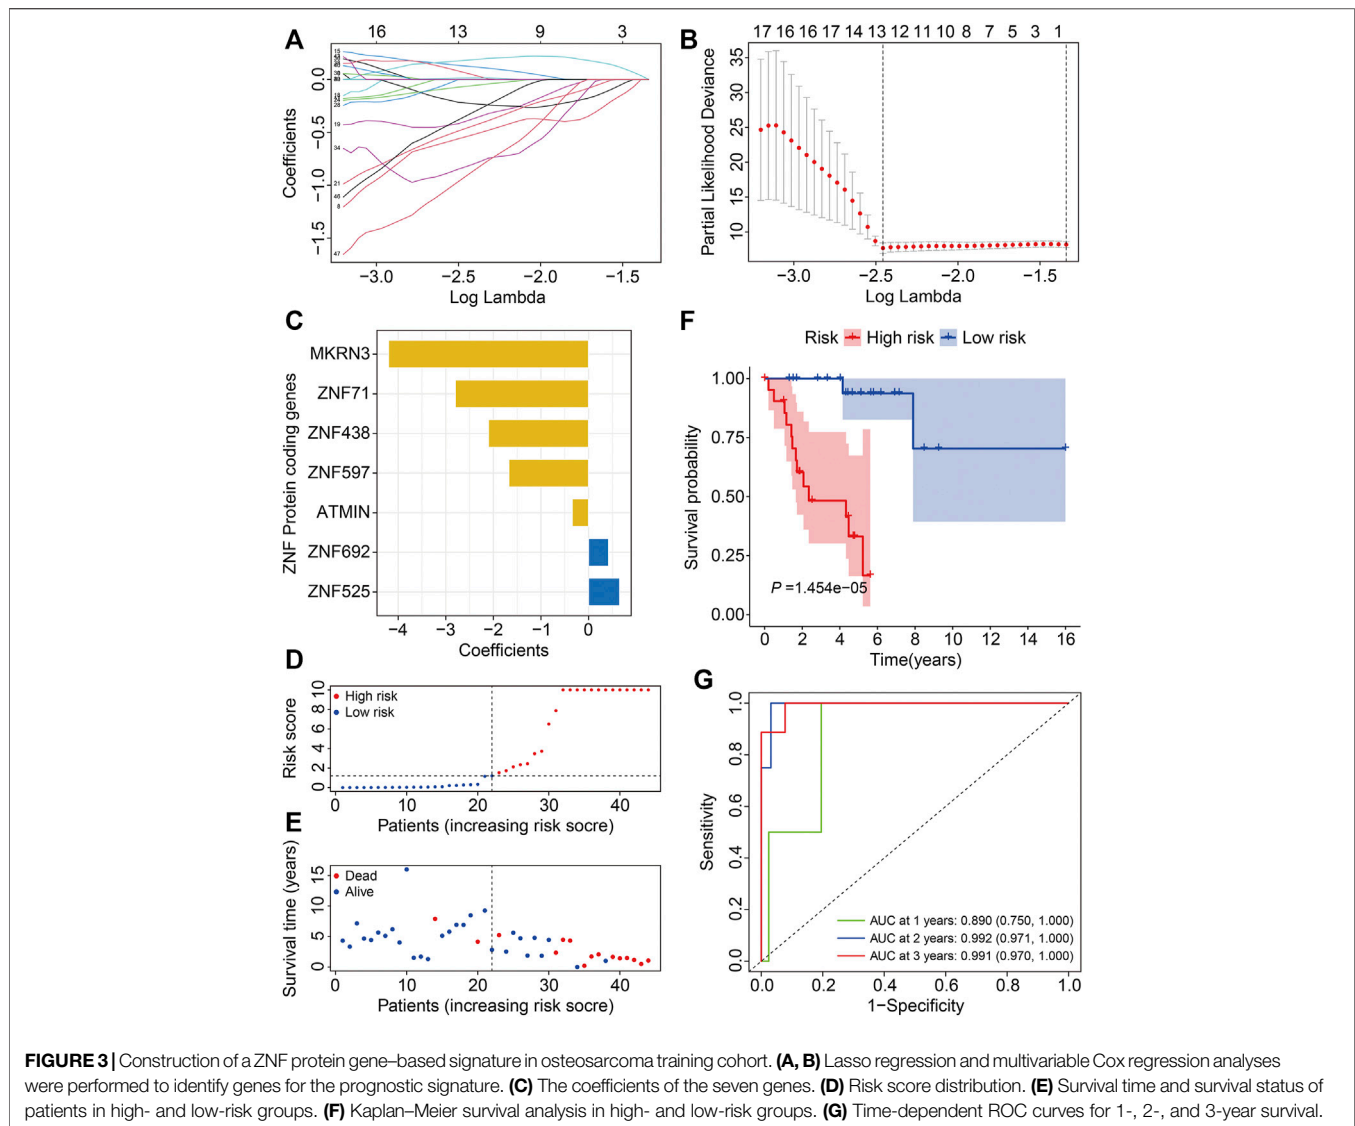 A
16 13 9 3
0.0
−0.5
−1.0
−1.5
Coefficients
15
19
28
19
34
21
46
8
47
−3.0 −2.5 −2.0 −1.5
Log Lambda
B
17 16 16 17 14 13 12 11 10 8 7 5 3 1
35
30
25
20
15
10
Partial Likelihood Deviance
−3.0 −2.5 −2.0 −1.5
Log Lambda
C
ZNF Protein coding genes
MKRN3
ZNF71
ZNF438
ZNF597
ATMIN
ZNF692
ZNF525
−4 −3 −2 −1 0
Coefficients
D
Risk score
10
8
6
4
2
0
High risk
Low risk
0 10 20 30 40
Patients (increasing risk socre)
E
Survival time (years)
15
10
5
0
Dead
Alive
0 10 20 30 40
Patients (increasing risk socre)
F
Risk High risk Low risk
Survival probability
1.00
0.75
0.50
0.25
0.00
P =1.454e−05
0 2 4 6 8 10 12 14 16
Time(years)
G
Sensitivity
1.0
0.8
0.6
0.4
0.2
0.0
AUC at 1 years: 0.890 (0.750, 1.000)
AUC at 2 years: 0.992 (0.971, 1.000)
AUC at 3 years: 0.991 (0.970, 1.000)
0.0 0.2 0.4 0.6 0.8 1.0
1−Specificity
FIGURE 3 | Construction of a ZNF protein gene–based signature in osteosarcoma training cohort. (A, B) Lasso regression and multivariable Cox regression analyses
were performed to identify genes for the prognostic signature. (C) The coefficients of the seven genes. (D) Risk score distribution. (E) Survival time and survival status of
patients in high- and low-risk groups. (F) Kaplan–Meier survival analysis in high- and low-risk groups. (G) Time-dependent ROC curves for 1-, 2-, and 3-year survival.